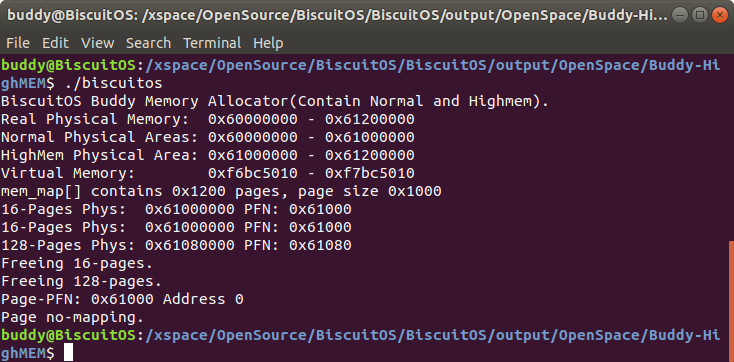 buddy@BiscuitOS: /xspace/OpenSource/BiscuitOS/BiscuitOS/output/OpenSpace/Buddy-Hi...
File Edit View Search Terminal Help
buddy@BiscuitOS:/xspace/OpenSource/BiscuitOS/BiscuitOS/output/OpenSpace/Buddy-Hi
ghMEM$ ./biscuitos
BiscuitOS Buddy Memory Allocator(Contain Normal and Highmem).
Real Physical Memory:  0x60000000 - 0x61200000
Normal Physical Areas: 0x60000000 - 0x61000000
HighMem Physical Area: 0x61000000 - 0x61200000
Virtual Memory:        0xf6bc5010 - 0xf7bc5010
mem_map[] contains 0x1200 pages, page size 0x1000
16-Pages Phys:  0x61000000 PFN: 0x61000
16-Pages Phys:  0x61000000 PFN: 0x61000
128-Pages Phys: 0x61080000 PFN: 0x61080
Freeing 16-pages.
Freeing 128-pages.
Page-PFN: 0x61000 Address 0
Page no-mapping.
buddy@BiscuitOS:/xspace/OpenSource/BiscuitOS/BiscuitOS/output/OpenSpace/Buddy-Hi
ghMEM$